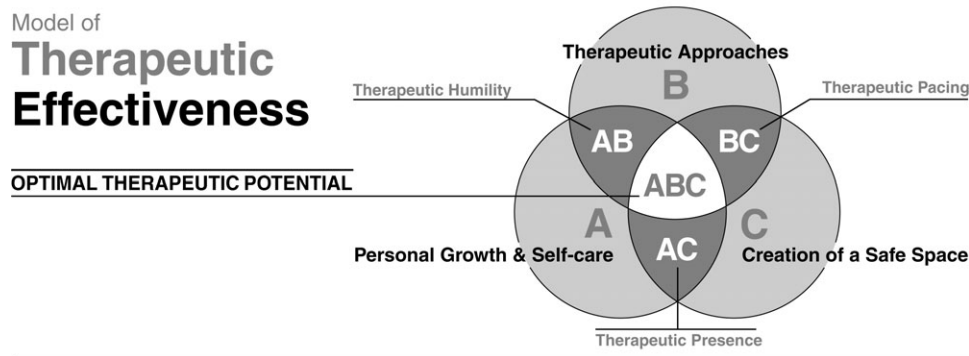 Model of
Therapeutic
Effectiveness
OPTIMAL THERAPEUTIC POTENTIAL
Therapeutic Approaches
B
Therapeutic Humility
Therapeutic Pacing
AB
BC
ABC
A
C
Personal Growth & Self-care
AC
Creation of a Safe Space
Therapeutic Presence